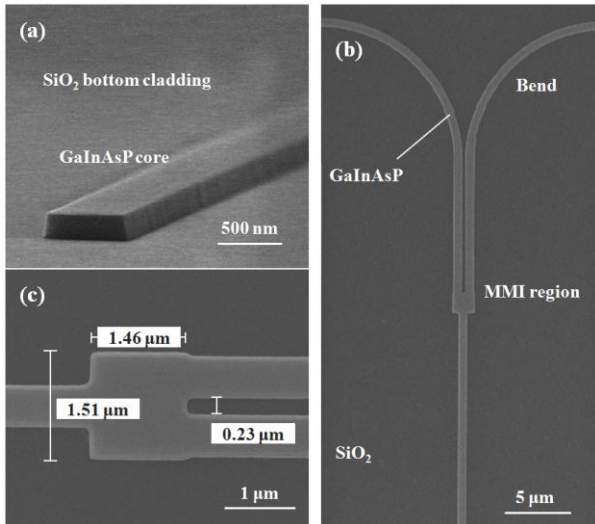 (a)
SiO₂ bottom cladding
GaInAsP core
500 nm
(b)
Bend
GaInAsP
MMI region
SiO₂
5 μm
(c)
1.46 μm
1.51 μm
0.23 μm
1 μm